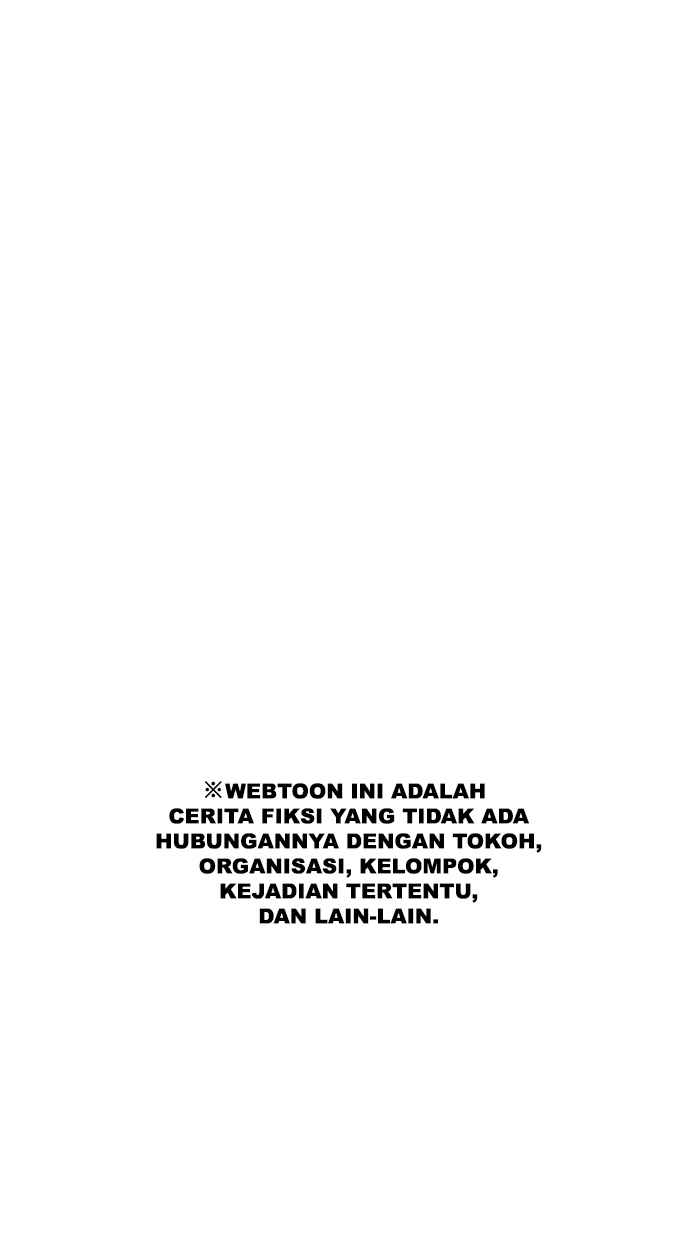 ※WEBTOON INI ADALAH
CERITA FIKSI YANG TIDAK ADA
HUBUNGANNYA DENGAN TOKOH,
ORGANISASI, KELOMPOK,
KEJADIAN TERTENTU,
DAN LAIN-LAIN.